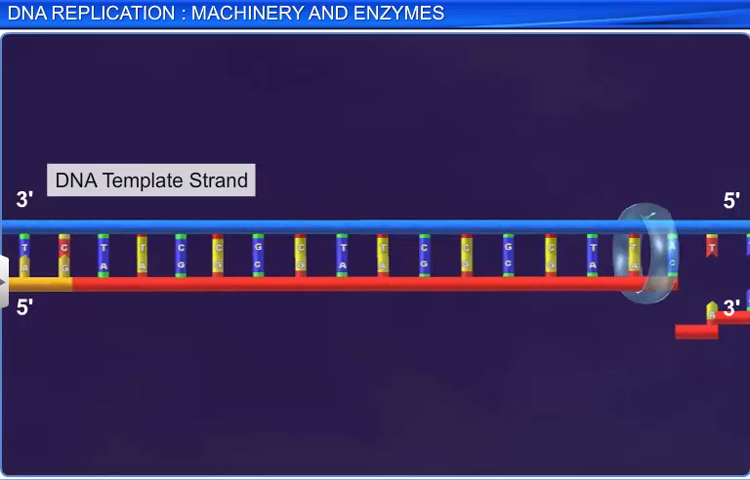 DNA REPLICATION : MACHINERY AND ENZYMES
DNA Template Strand
3'
5'
T C T T C C G C T T C C G C T T A T
A G A A G G C G A A G G C G A A C A
5'
3'